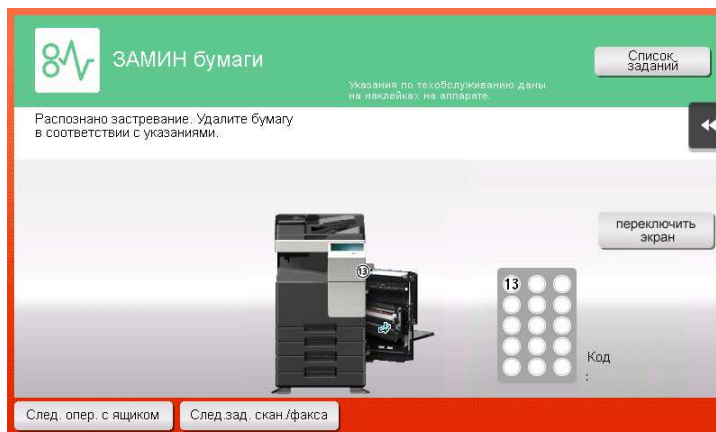 ЗАМИН бумаги
Список
заданий
Указания по техобслуживанию даны
на наклейках на аппарате.
Распознано застревание. Удалите бумагу
в соответствии с указаниями.
переключить
экран
13
13
Код
:
След. опер. с ящиком
След.зад. скан./факса